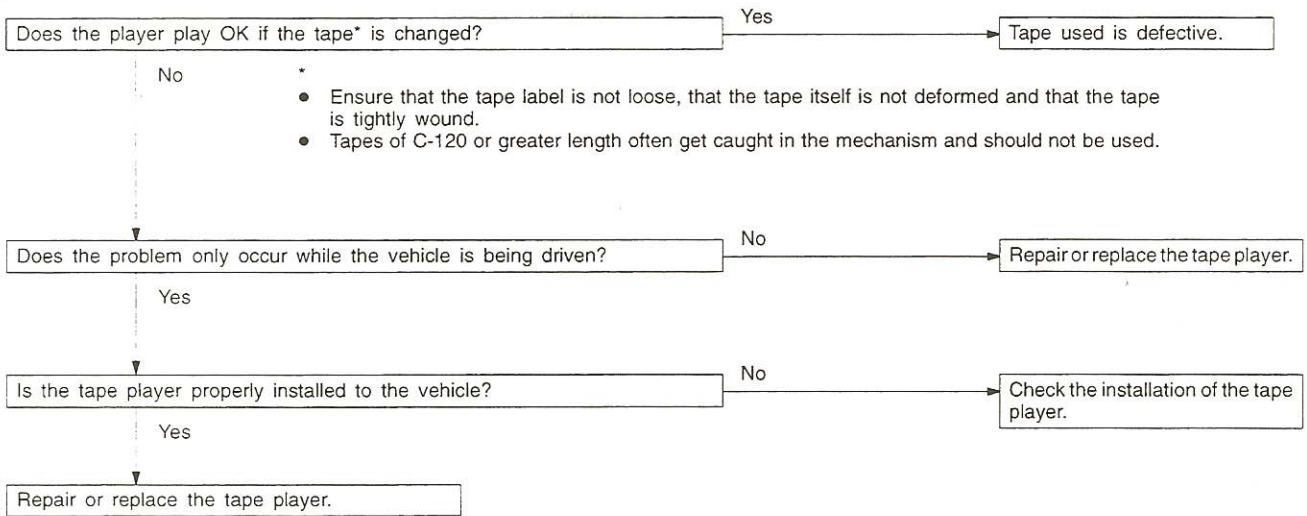 Yes
Does the player play OK if the tape* is changed?
Tape used is defective.
No
*
● Ensure that the tape label is not loose, that the tape itself is not deformed and that the tape
is tightly wound.
● Tapes of C-120 or greater length often get caught in the mechanism and should not be used.
No
Does the problem only occur while the vehicle is being driven?
Repair or replace the tape player.
Yes
No
Is the tape player properly installed to the vehicle?
Check the installation of the tape
player.
Yes
Repair or replace the tape player.